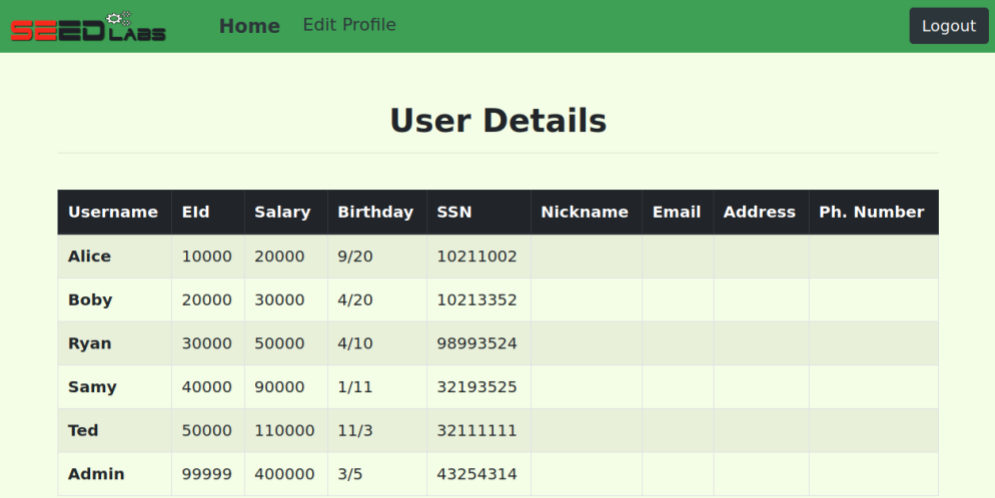 SEEDLABS Home Edit Profile Logout
User Details
Username EId Salary Birthday SSN Nickname Email Address Ph. Number
Alice 10000 20000 9/20 10211002
Boby 20000 30000 4/20 10213352
Ryan 30000 50000 4/10 98993524
Samy 40000 90000 1/11 32193525
Ted 50000 110000 11/3 32111111
Admin 99999 400000 3/5 43254314